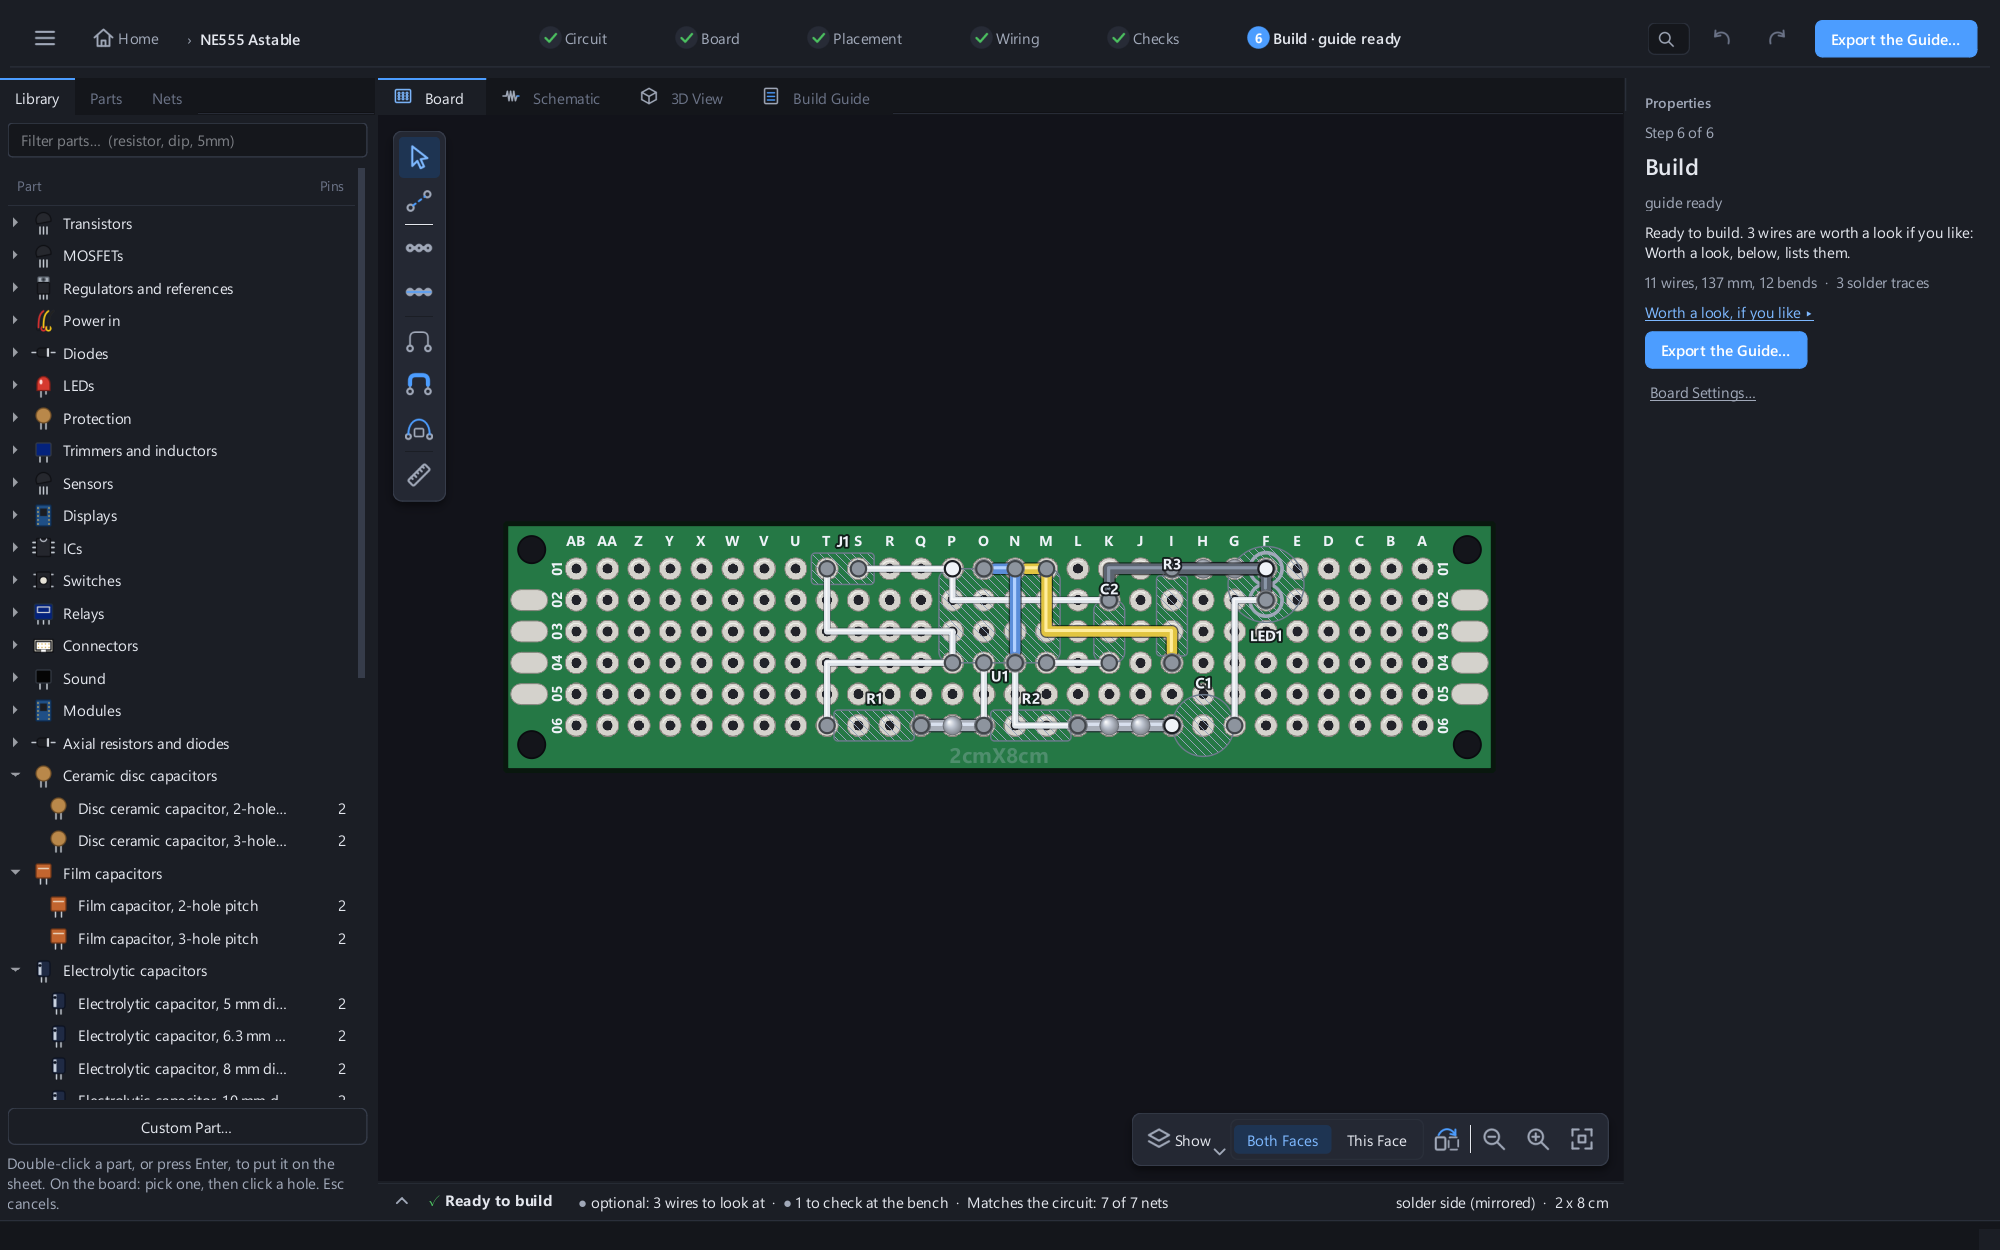 Home › NE555 Astable
Circuit
Board
Placement
Wiring
Checks
6 Build · guide ready
Export the Guide...
Library
Parts
Nets
Board
Schematic
3D View
Build Guide
Filter parts... (resistor, dip, 5mm)
Part Pins
Transistors
MOSFETs
Regulators and references
Power in
Diodes
LEDs
Protection
Trimmers and inductors
Sensors
Displays
ICs
Switches
Relays
Connectors
Sound
Modules
Axial resistors and diodes
Ceramic disc capacitors
Disc ceramic capacitor, 2-hole... 2
Disc ceramic capacitor, 3-hole... 2
Film capacitors
Film capacitor, 2-hole pitch 2
Film capacitor, 3-hole pitch 2
Electrolytic capacitors
Electrolytic capacitor, 5 mm di... 2
Electrolytic capacitor, 6.3 mm ... 2
Electrolytic capacitor, 8 mm di... 2
Electrolytic capacitor, 10 mm d... 2
Custom Part...
Double-click a part, or press Enter, to put it on the
sheet. On the board: pick one, then click a hole. Esc
cancels.
AB AA Z Y X W V U T J1 S R Q P O N M L K J I H G F E D C B A
01 R3 01
02 C2 02
03 LED1 03
04 U1 04
05 R1 R2 C1 05
06 06
2cmX8cm
Show
Both Faces
This Face
✓ Ready to build
• optional: 3 wires to look at · • 1 to check at the bench · Matches the circuit: 7 of 7 nets
solder side (mirrored) · 2 x 8 cm
Properties
Step 6 of 6
Build
guide ready
Ready to build. 3 wires are worth a look if you like:
Worth a look, below, lists them.
11 wires, 137 mm, 12 bends · 3 solder traces
Worth a look, if you like ▸
Export the Guide...
Board Settings...